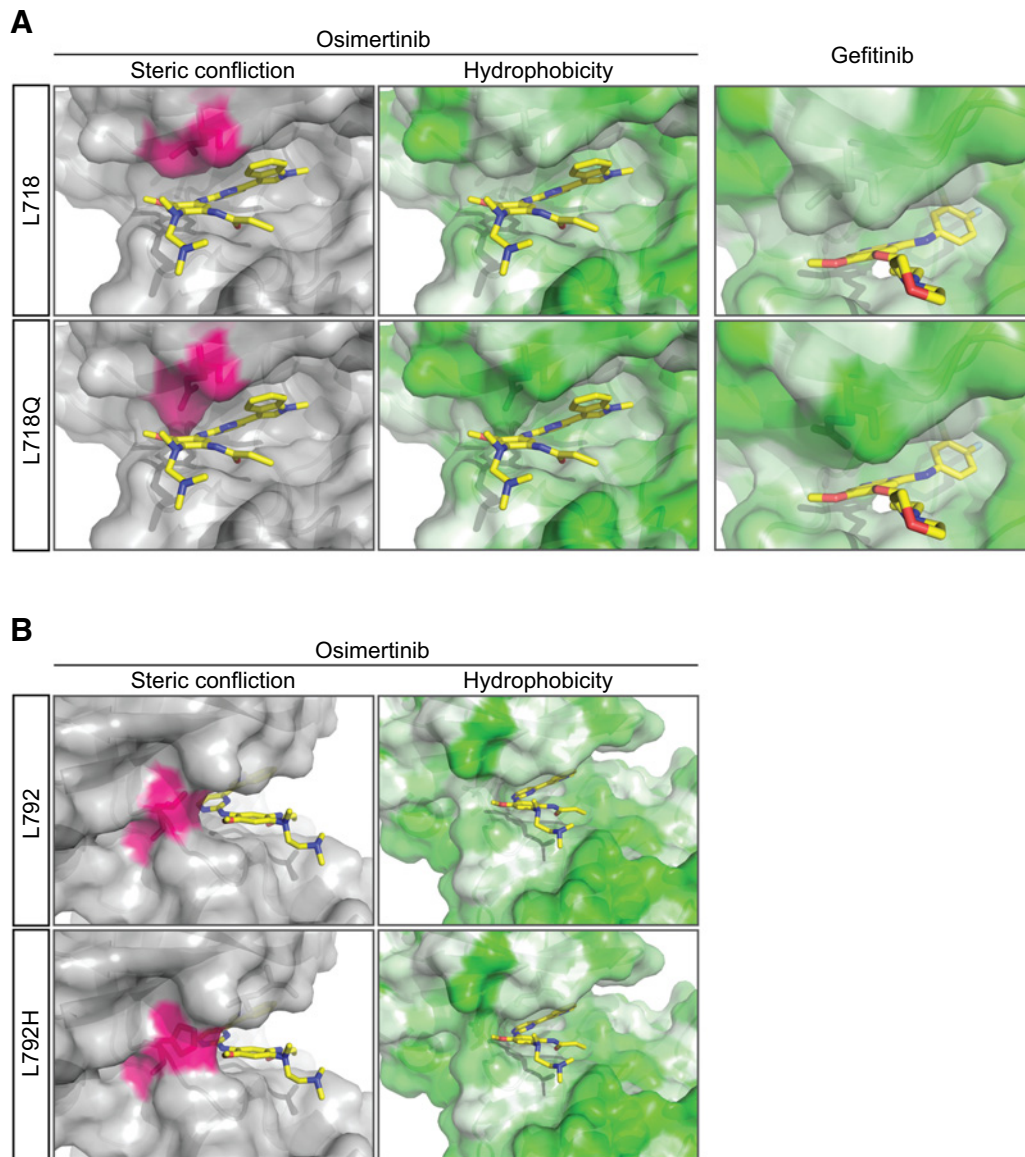 A
Osimertinib
Gefitinib
Steric confliction
Hydrophobicity
L718
L718Q
B
Osimertinib
Steric confliction
Hydrophobicity
L792
L792H